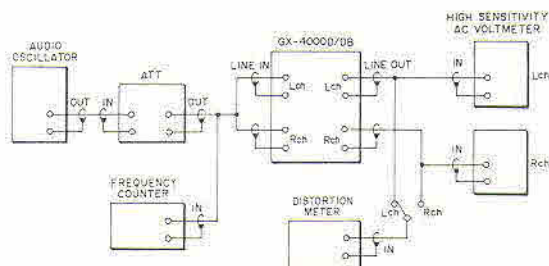 HIGH SENSITIVITY
AC VOLTMETER
GX-4000D/DB
AUDIO
OSCILLATOR
ATT
LINE IN
LINE OUT
IN
Lch
Lch
Lch
OUT
IN
OUT
Rch
Rch
IN
Rch
FREQUENCY
COUNTER
IN
DISTORTION
METER
Lch
Rch
IN